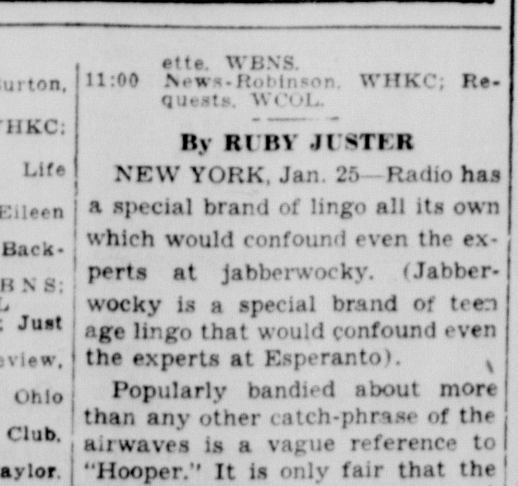 urton,
HKC:
Life
Eileen
Back-
BNS:
: Just
view,
Ohio
Club.
aylor.
ette. WBNS.
11:00 News-Robinson, WHKC; Re-
quests. WCOL.
By RUBY JUSTER
NEW YORK, Jan. 25—Radio has
a special brand of lingo all its own
which would confound even the ex-
perts at jabberwocky. (Jabber-
wocky is a special brand of teen
age lingo that would confound even
the experts at Esperanto).
Popularly bandied about more
than any other catch-phrase of the
airwaves is a vague reference to
"Hooper." It is only fair that the